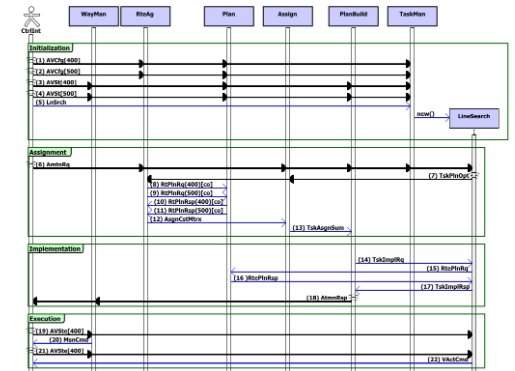 WayMan RteAg Plan Assign PlanBuild TaskMan
CtrlInt
Initialization
(1) AVCfg[400]
(2) AVCfg[500]
(3) AVSt[400]
(4) AVSt[500]
(5) LnSrch
new()
LineSearch
Assignment
(6) AmtnRq
(7) TskPlnOpt
(8) RtPlnRq(400)[co]
(9) RtPlnRq(500)[co]
(10) RtPlnRsp(400)[co]
(11) RtPlnRsp(500)[co]
(12) AsgnCstMtrx
(13) TskAsgnSum
Implementation
(14) TskImplRq
(15) RtePlnRq
(16 )RtePlnRsp
(17) TskImplRsp
(18) AtmnRsp
Execution
(19) AVSte[400]
(20) MsnCmd
(21) AVSte[400]
(22) VActCmd